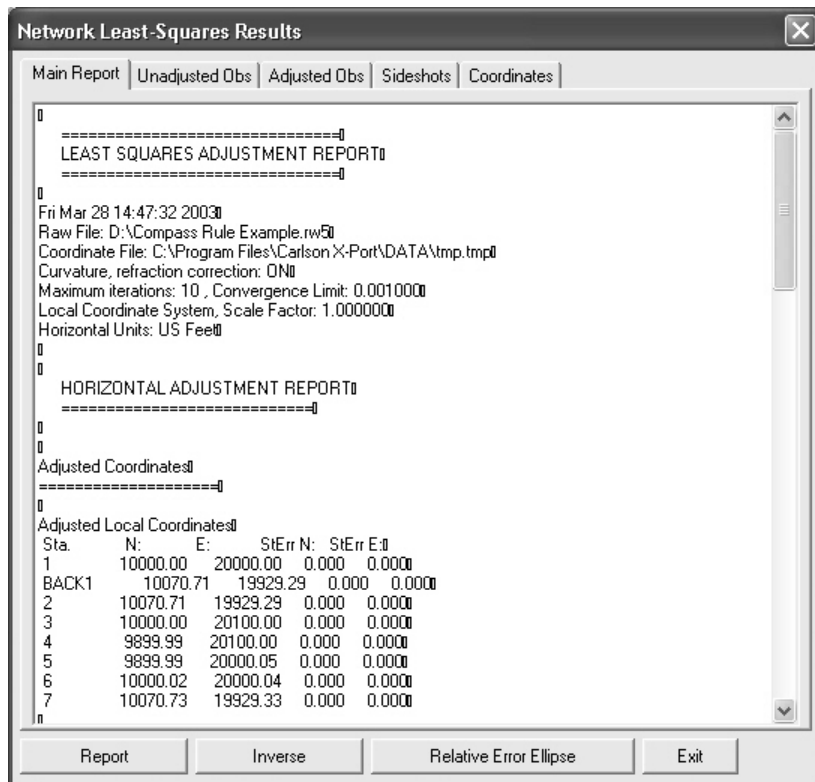 Network Least-Squares Results
Main Report Unadjusted Obs Adjusted Obs Sideshots Coordinates
==============================
LEAST SQUARES ADJUSTMENT REPORT
==============================
Fri Mar 28 14:47:32 2003
Raw File: D:\Compass Rule Example.rw5
Coordinate File: C:\Program Files\Carlson X-Port\DATA\tmp.tmp
Curvature, refraction correction: ON
Maximum iterations: 10 , Convergence Limit: 0.001000
Local Coordinate System, Scale Factor: 1.000000
Horizontal Units: US Feet
HORIZONTAL ADJUSTMENT REPORT
===========================
Adjusted Coordinates
===================
Adjusted Local Coordinates
Sta. N: E: StErr N: StErr E:
1 10000.00 20000.00 0.000 0.000
BACK1 10070.71 19929.29 0.000 0.000
2 10070.71 19929.29 0.000 0.000
3 10000.00 20100.00 0.000 0.000
4 9899.99 20100.00 0.000 0.000
5 9899.99 20000.05 0.000 0.000
6 10000.02 20000.04 0.000 0.000
7 10070.73 19929.33 0.000 0.000
Report Inverse Relative Error Ellipse Exit